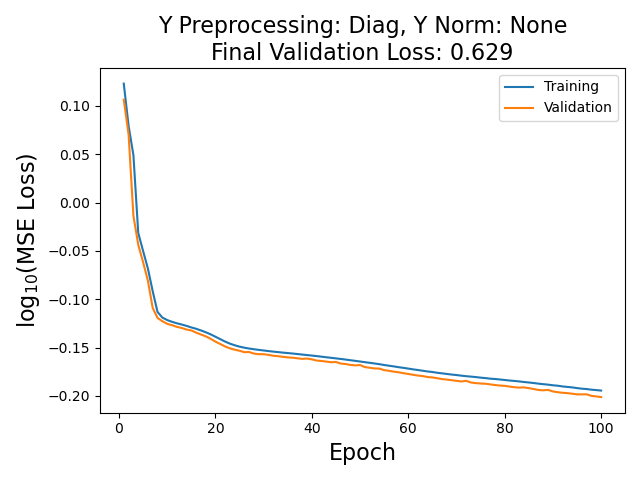 Y Preprocessing: Diag, Y Norm: None
Final Validation Loss: 0.629
Training
Validation
0.10
0.05
0.00
−0.05
−0.10
−0.15
−0.20
log₁₀(MSE Loss)
0
20
40
60
80
100
Epoch